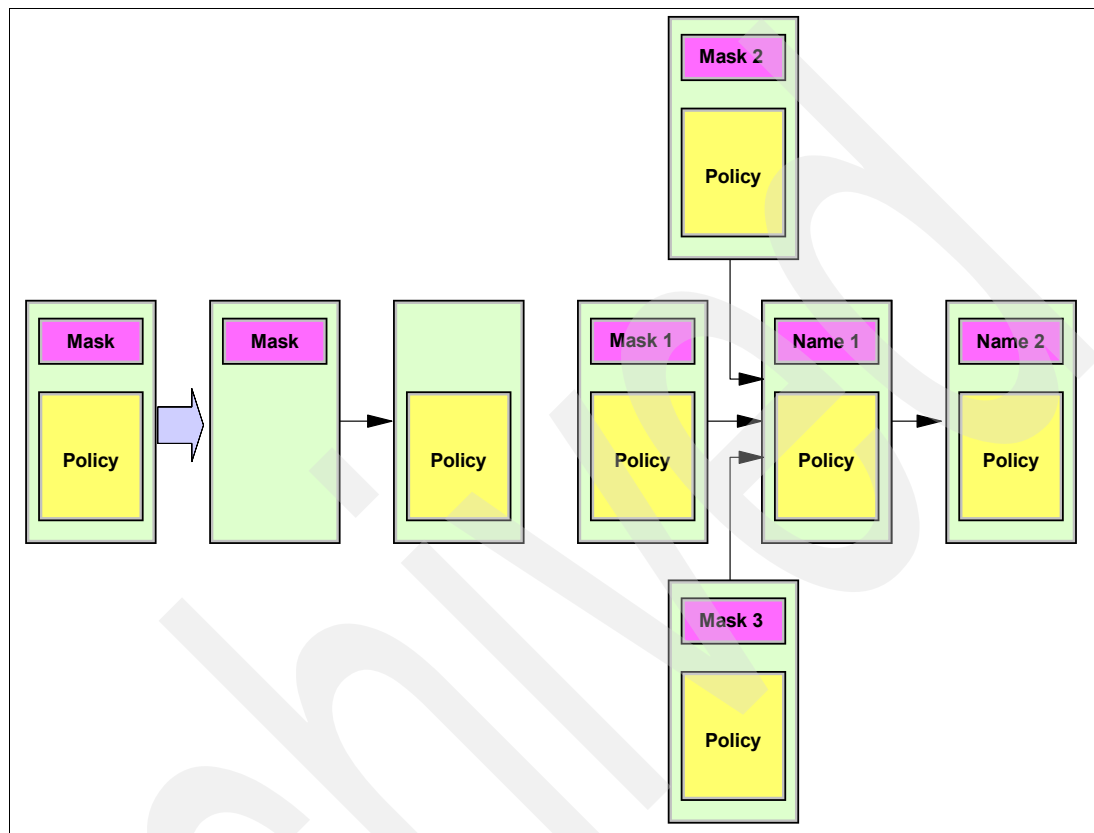 Mask 2
Policy
Mask
Policy
Mask
Policy
Mask 1
Policy
Name 1
Policy
Name 2
Policy
Mask 3
Policy